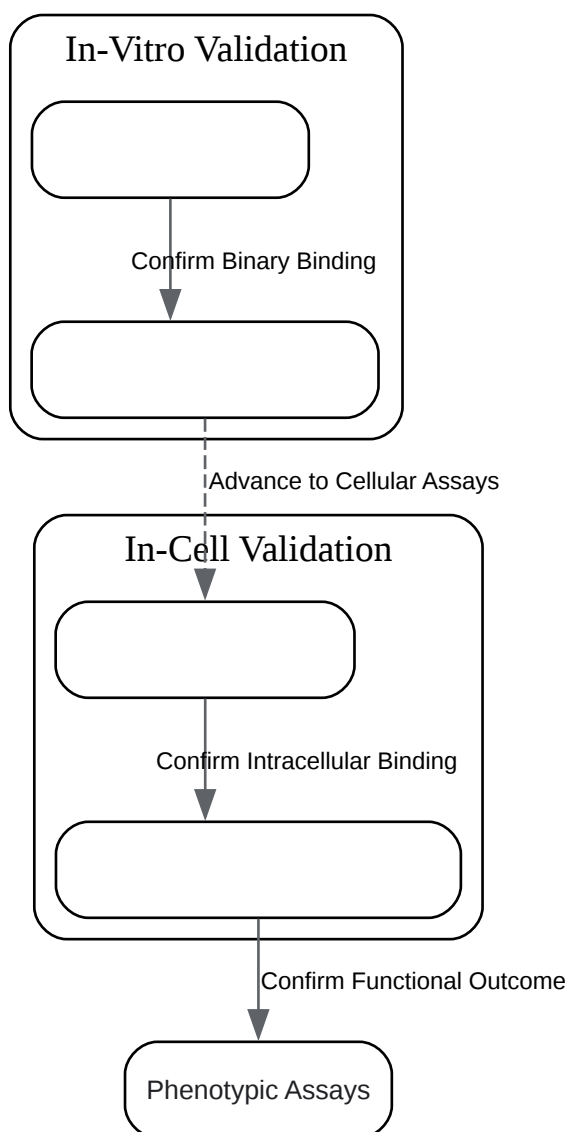 In-Vitro Validation
Confirm Binary Binding
Advance to Cellular Assays
In-Cell Validation
Confirm Intracellular Binding
Confirm Functional Outcome
Phenotypic Assays